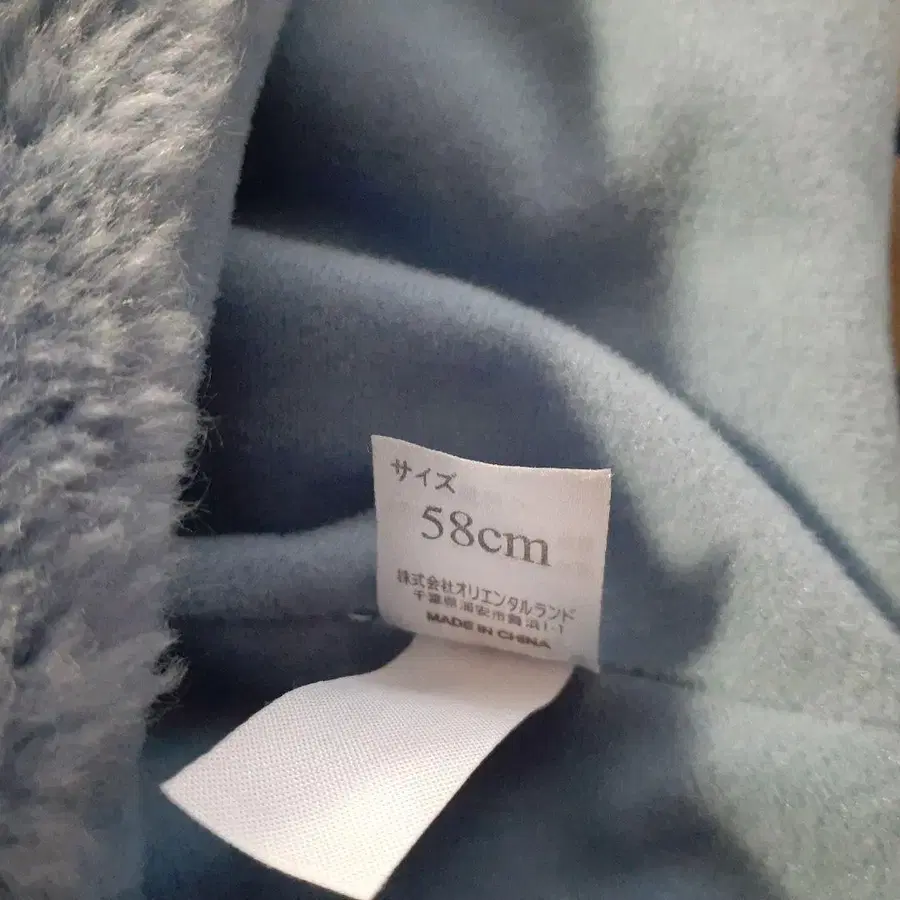 サイズ
58cm
株式会社オリエンタルランド
千葉県浦安市舞浜1-1
MADE IN CHINA